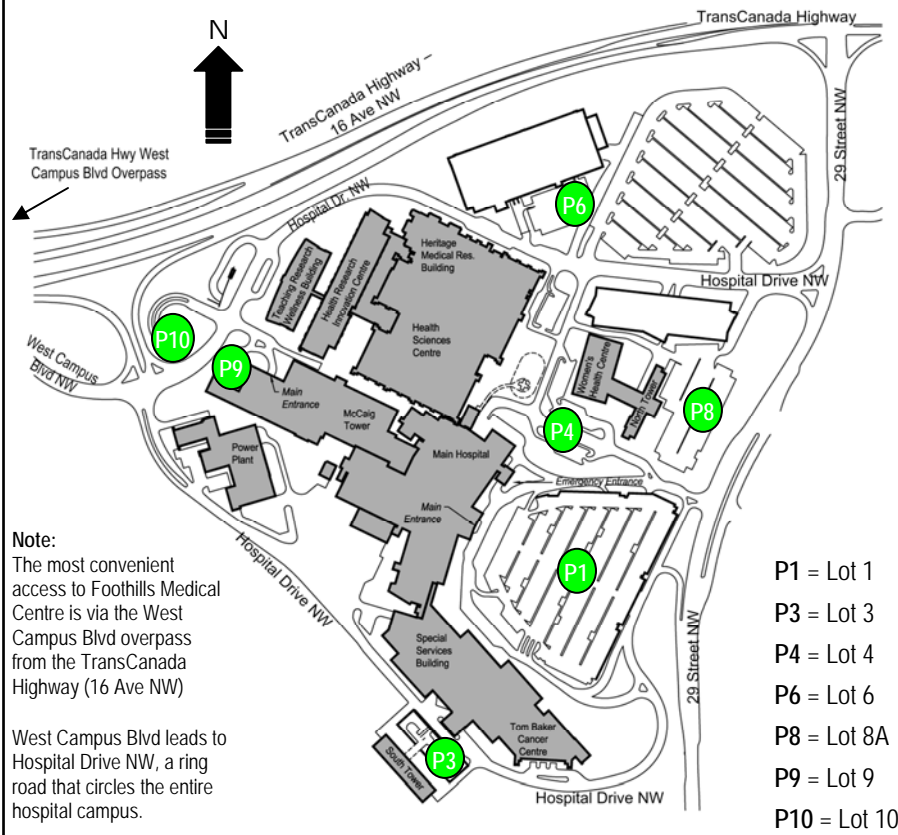 TransCanada Highway
N
TransCanada Highway –
16 Ave NW
29 Street NW
TransCanada Hwy West
Campus Blvd Overpass
P6
Hospital Dr. NW
Heritage
Medical Res.
Building
Teaching Research
Wellness Building
Health Research
Innovation Centre
Hospital Drive NW
Health
Sciences
Centre
P10
West Campus
Blvd NW
P9
Main
Entrance
McCaig
Tower
Women's
Health Centre
North Tower
P8
P4
Power
Plant
Main Hospital
Emergency Entrance
Main
Entrance
Note:
The most convenient
access to Foothills Medical
Centre is via the West
Campus Blvd overpass
from the TransCanada
Highway (16 Ave NW)
West Campus Blvd leads to
Hospital Drive NW, a ring
road that circles the entire
hospital campus.
Hospital Drive NW
P1
29 Street NW
Special
Services
Building
Tom Baker
Cancer
Centre
P3
South Tower
Hospital Drive NW
P1 = Lot 1
P3 = Lot 3
P4 = Lot 4
P6 = Lot 6
P8 = Lot 8A
P9 = Lot 9
P10 = Lot 10